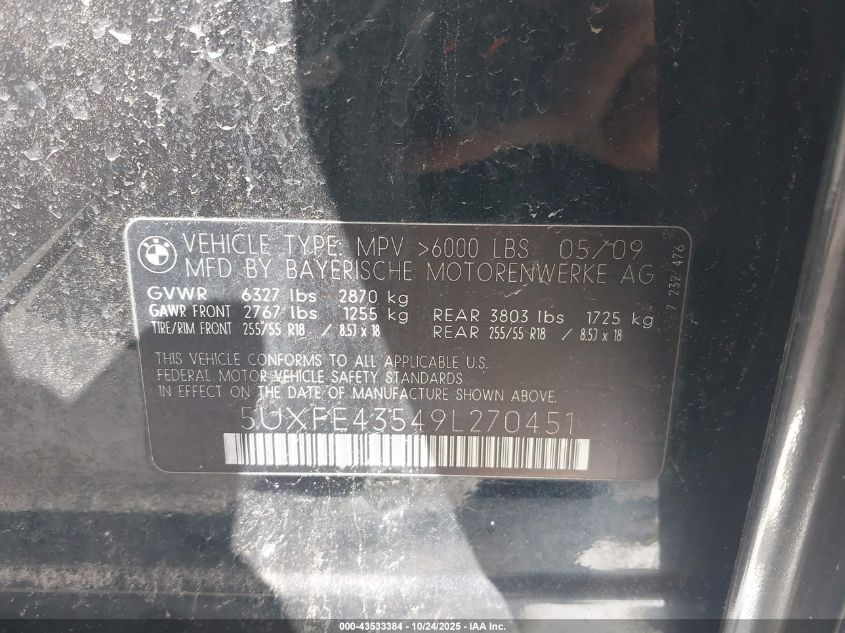 BMW
VEHICLE TYPE: MPV >6000 LBS 05/09
MFD BY BAYERISCHE MOTORENWERKE AG
GVWR 6327 lbs 2870 kg
GAWR FRONT 2767 lbs 1255 kg REAR 3803 lbs 1725 kg
TIRE/RIM FRONT 255/55 R18 / 8.5J x 18 REAR 255/55 R18 / 8.5J x 18
7 232 476
THIS VEHICLE CONFORMS TO ALL APPLICABLE U.S.
FEDERAL MOTOR VEHICLE SAFETY STANDARDS
IN EFFECT ON THE DATE OF MANUFACTURE SHOWN ABOVE.
5UXFE43549L270451
000-43533384 - 10/24/2025 - IAA Inc.